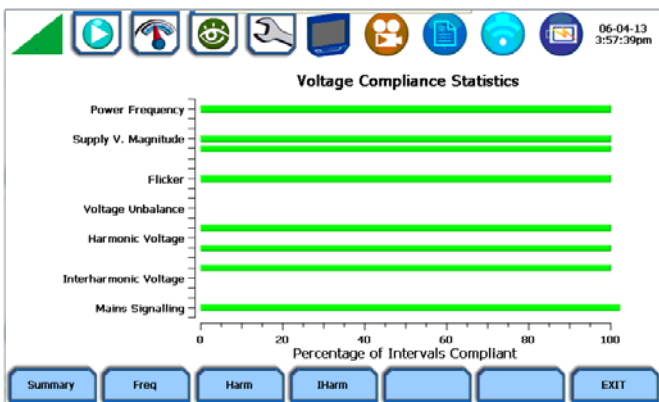 06-04-13
3:57:39pm
Voltage Compliance Statistics
Power Frequency
Supply V. Magnitude
Flicker
Voltage Unbalance
Harmonic Voltage
Interharmonic Voltage
Mains Signalling
0 20 40 60 80 100
Percentage of Intervals Compliant
Summary Freq Harm IHarm EXIT